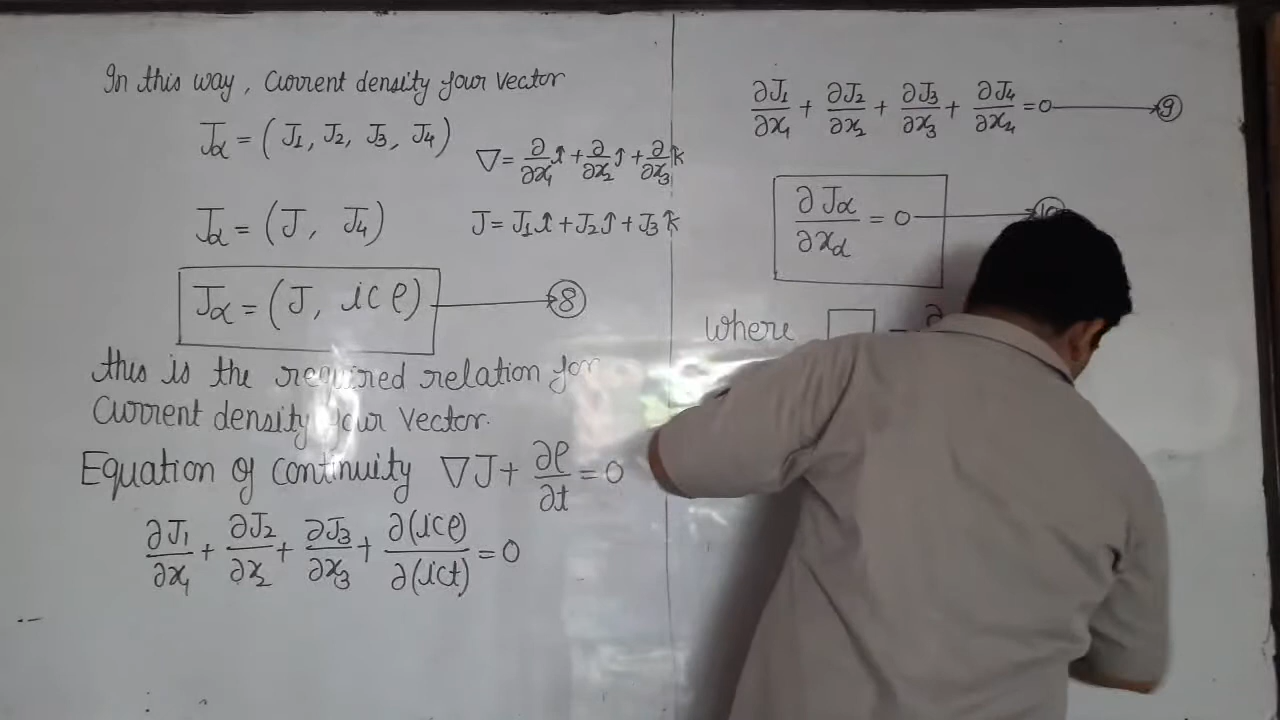 In this way, Current density four vector
Jα = (J₁, J₂, J₃, J₄)
∇ = ∂/∂x₁ î + ∂/∂x₂ ĵ + ∂/∂x₃ k̂
Jα = (J, J₄)
J = J₁î + J₂ĵ + J₃k̂
Jα = (J, icρ) → ⑧
this is the required relation for
Current density four vector.
Equation of continuity ∇J + ∂ρ/∂t = 0
∂J₁/∂x₁ + ∂J₂/∂x₂ + ∂J₃/∂x₃ + ∂(icρ)/∂(ict) = 0
∂J₁/∂x₁ + ∂J₂/∂x₂ + ∂J₃/∂x₃ + ∂J₄/∂x₄ = 0 → ⑨
∂Jα/∂xα = 0 → ⑩
Where □ = ∂